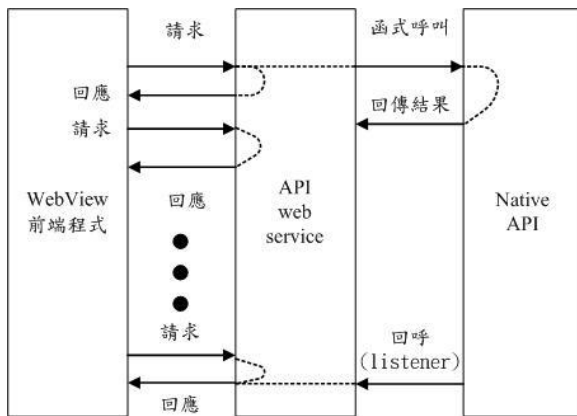 請求
函式呼叫
回應
請求
回傳結果
WebView
前端程式
回應
API
web
service
Native
API
請求
回呼
(listener)
回應